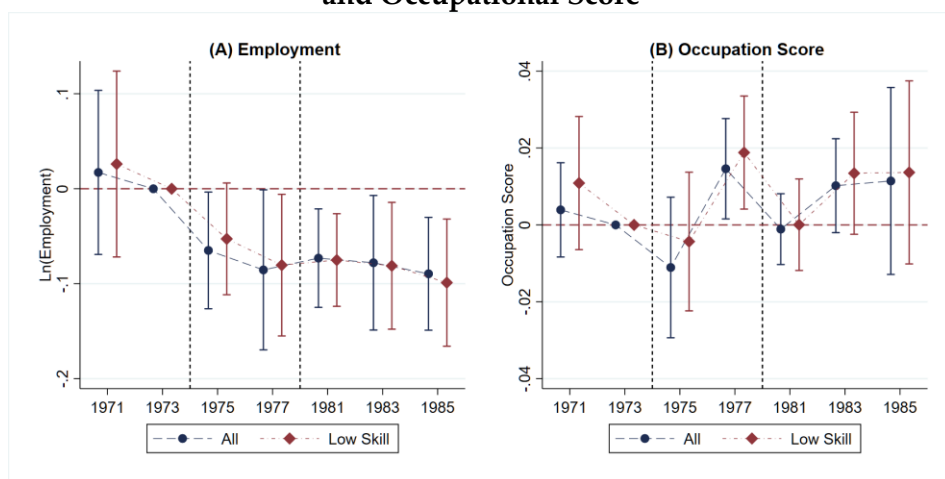 and Occupational Score
(A) Employment
Ln(Employment)
.1
0
-.1
-.2
1971 1973 1975 1977 1981 1983 1985
All Low Skill
(B) Occupation Score
Occupation Score
.04
.02
0
-.02
-.04
1971 1973 1975 1977 1981 1983 1985
All Low Skill